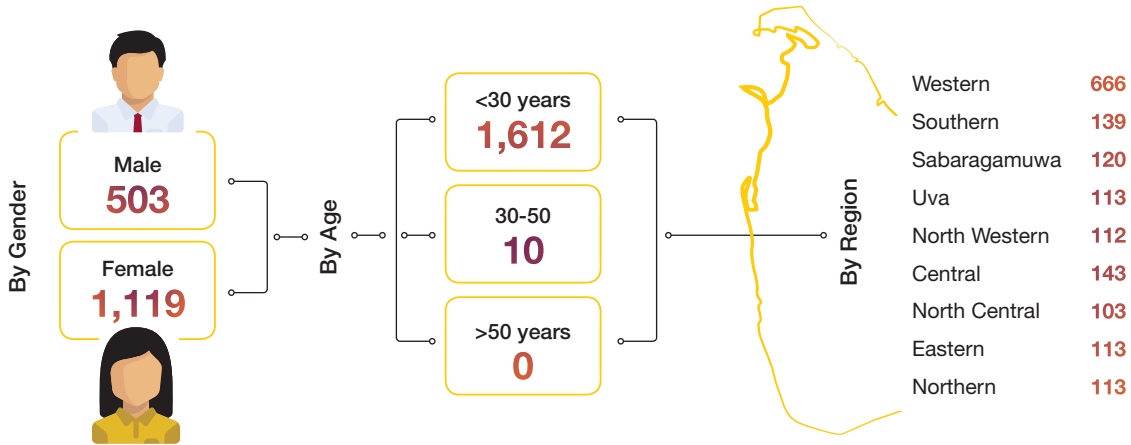 By Gender
Male
503
Female
1,119
By Age
<30 years
1,612
30-50
10
>50 years
0
By Region
Western 666
Southern 139
Sabaragamuwa 120
Uva 113
North Western 112
Central 143
North Central 103
Eastern 113
Northern 113